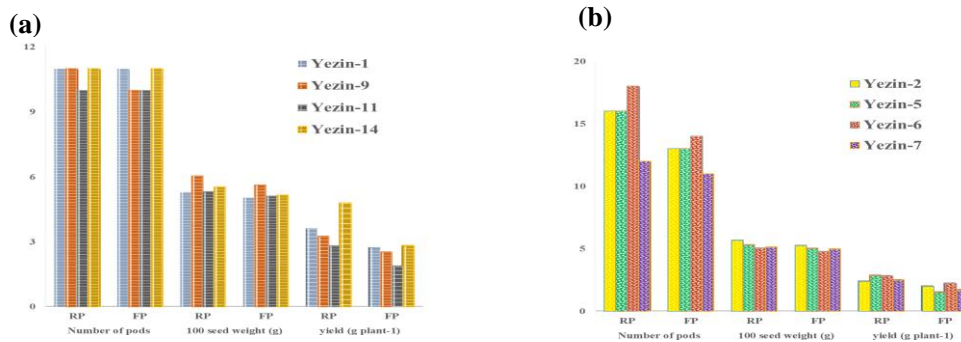 (a)
12
9
6
3
0
Yezin-1
Yezin-9
Yezin-11
Yezin-14
RP FP RP FP RP FP
Number of pods 100 seed weight (g) yield (g plant-1)
(b)
20
15
10
5
0
Yezin-2
Yezin-5
Yezin-6
Yezin-7
RP FP RP FP RP FP
Number of pods 100 seed weight (g) yield (g plant-1)